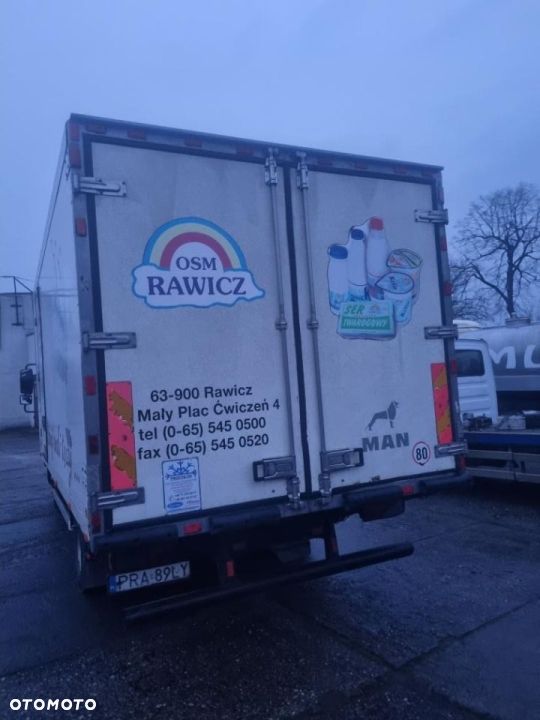 OSM
RAWICZ
SER
TWAROGOWY
63-900 Rawicz
Mały Plac Ćwiczeń 4
tel (0-65) 545 0500
fax (0-65) 545 0520
MAN
80
PRA 89LY
MU
OTOMOTO